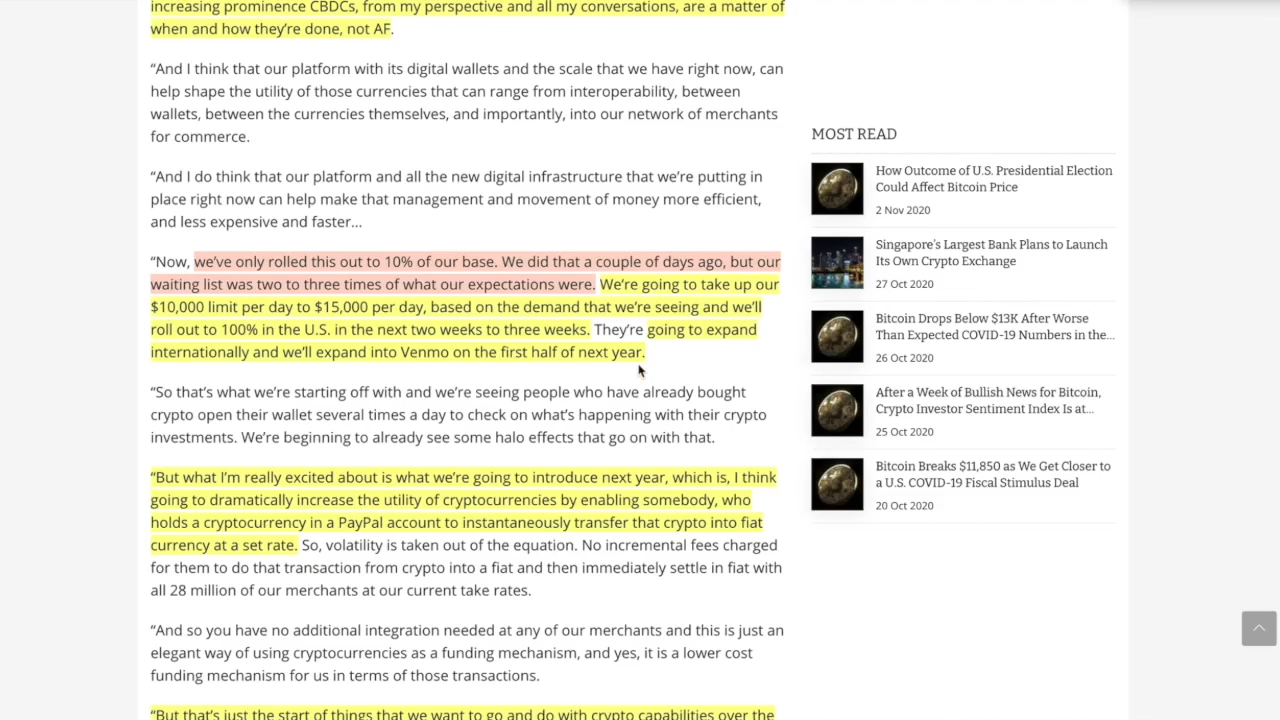 increasing prominence CBDCs, from my perspective and all my conversations, are a matter of
when and how they’re done, not AF.
“And I think that our platform with its digital wallets and the scale that we have right now, can
help shape the utility of those currencies that can range from interoperability, between
wallets, between the currencies themselves, and importantly, into our network of merchants
for commerce.
“And I do think that our platform and all the new digital infrastructure that we’re putting in
place right now can help make that management and movement of money more efficient,
and less expensive and faster…
“Now, we’ve only rolled this out to 10% of our base. We did that a couple of days ago, but our
waiting list was two to three times of what our expectations were. We’re going to take up our
$10,000 limit per day to $15,000 per day, based on the demand that we’re seeing and we’ll
roll out to 100% in the U.S. in the next two weeks to three weeks. They’re going to expand
internationally and we’ll expand into Venmo on the first half of next year.
“So that’s what we’re starting off with and we’re seeing people who have already bought
crypto open their wallet several times a day to check on what’s happening with their crypto
investments. We’re beginning to already see some halo effects that go on with that.
“But what I’m really excited about is what we’re going to introduce next year, which is, I think
going to dramatically increase the utility of cryptocurrencies by enabling somebody, who
holds a cryptocurrency in a PayPal account to instantaneously transfer that crypto into fiat
currency at a set rate. So, volatility is taken out of the equation. No incremental fees charged
for them to do that transaction from crypto into a fiat and then immediately settle in fiat with
all 28 million of our merchants at our current take rates.
“And so you have no additional integration needed at any of our merchants and this is just an
elegant way of using cryptocurrencies as a funding mechanism, and yes, it is a lower cost
funding mechanism for us in terms of those transactions.
“But that’s just the start of things that we want to go and do with crypto capabilities over the
MOST READ
How Outcome of U.S. Presidential Election
Could Affect Bitcoin Price
2 Nov 2020
Singapore’s Largest Bank Plans to Launch
Its Own Crypto Exchange
27 Oct 2020
Bitcoin Drops Below $13K After Worse
Than Expected COVID-19 Numbers in the...
26 Oct 2020
After a Week of Bullish News for Bitcoin,
Crypto Investor Sentiment Index Is at...
25 Oct 2020
Bitcoin Breaks $11,850 as We Get Closer to
a U.S. COVID-19 Fiscal Stimulus Deal
20 Oct 2020